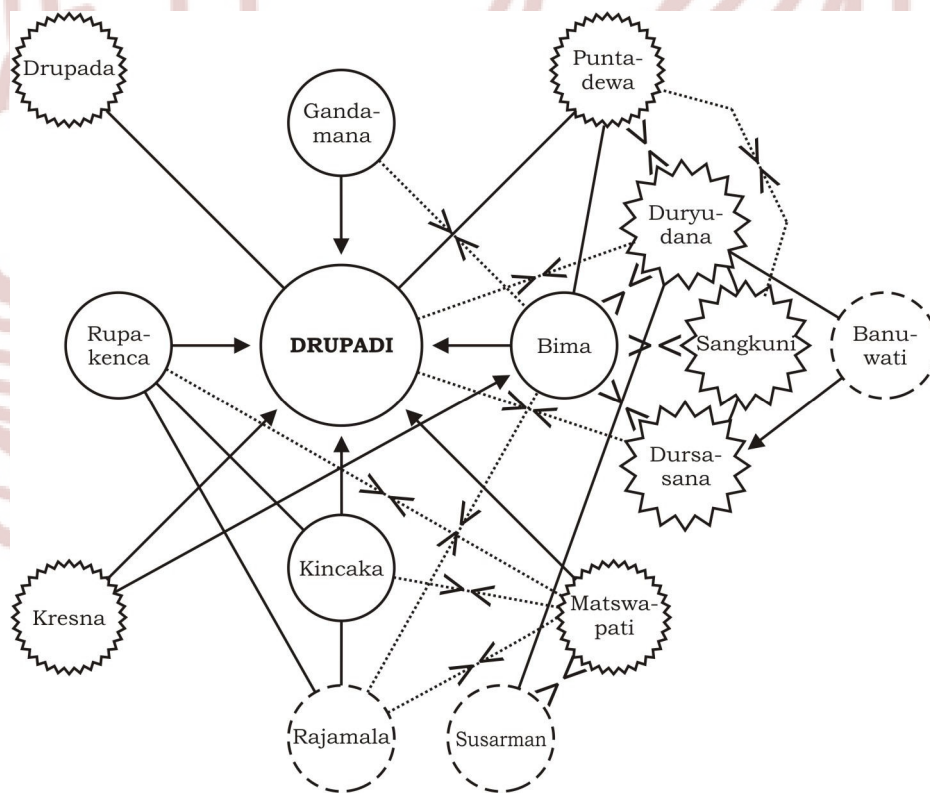 Drupada
Ganda-
mana
Punta-
dewa
Duryu-
dana
Rupa-
kenca
DRUPADI
Bima
Sangkuni
Banu-
wati
Dursa-
sana
Kresna
Kincaka
Matswa-
pati
Rajamala
Susarman